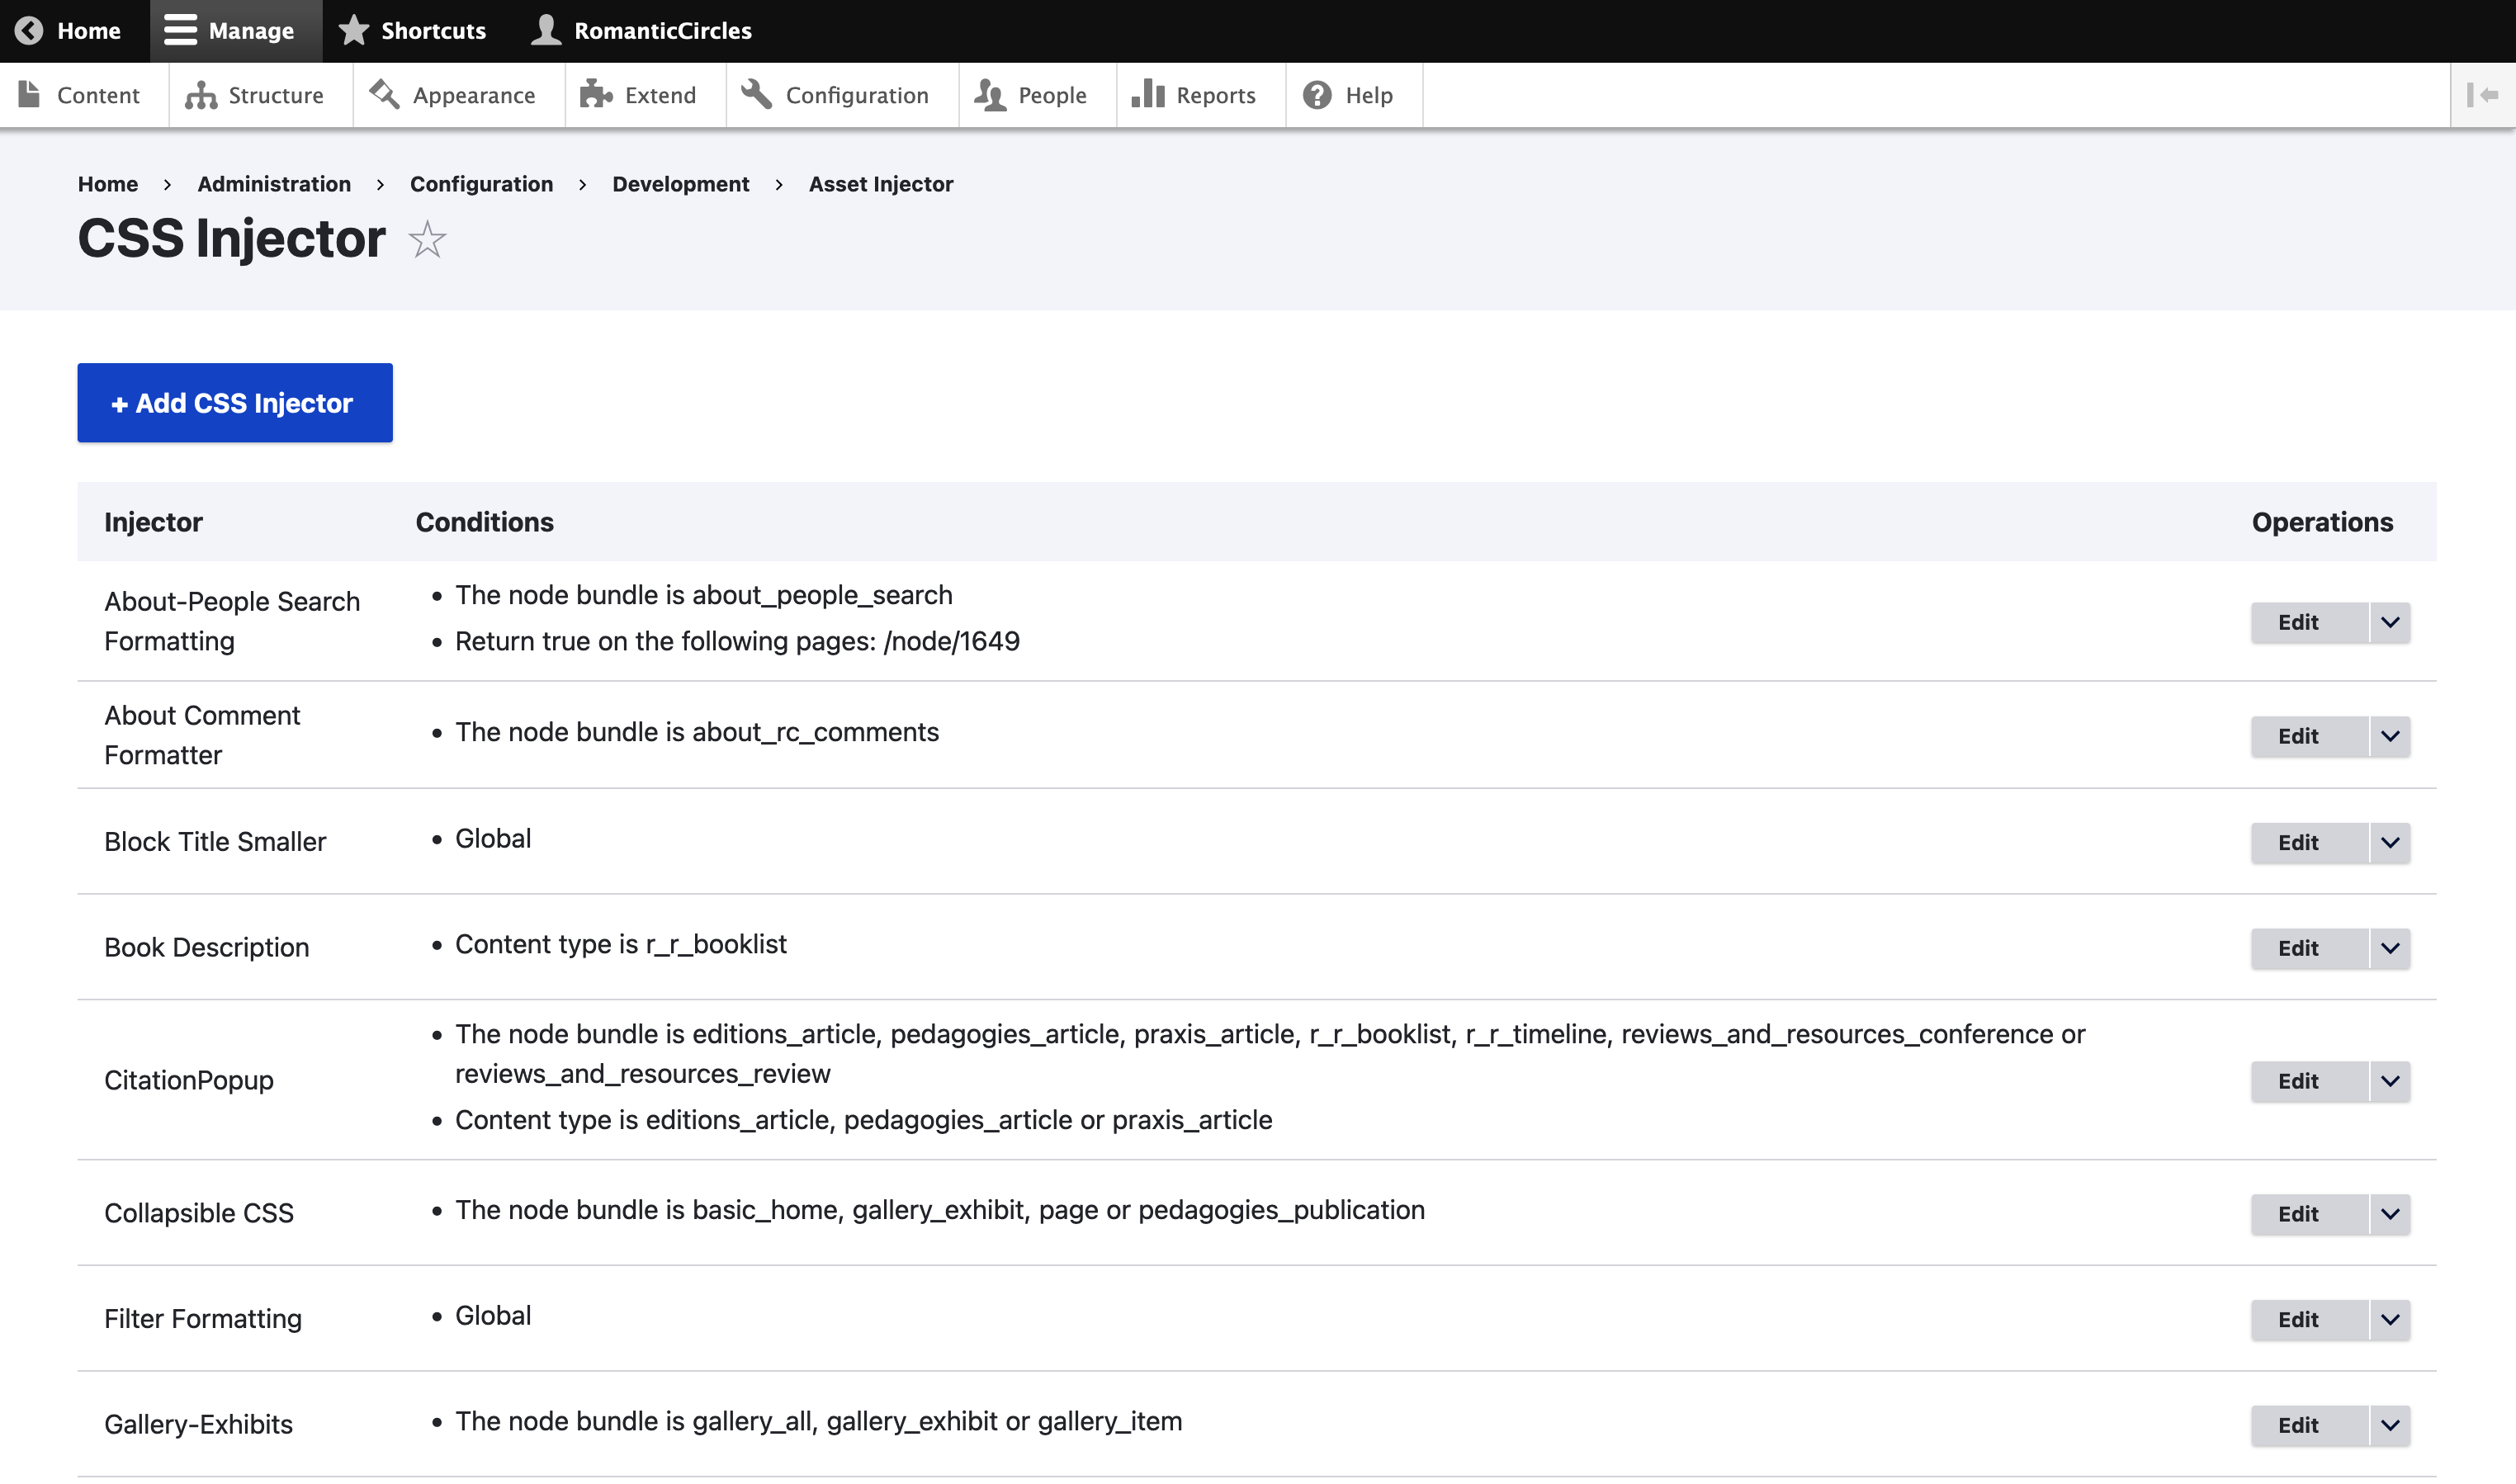 Home Manage Shortcuts RomanticCircles
Content Structure Appearance Extend Configuration People Reports Help
Home › Administration › Configuration › Development › Asset Injector
CSS Injector
+ Add CSS Injector
Injector Conditions Operations
About-People Search
Formatting
• The node bundle is about_people_search
• Return true on the following pages: /node/1649
Edit
About Comment
Formatter
• The node bundle is about_rc_comments
Edit
Block Title Smaller
• Global
Edit
Book Description
• Content type is r_r_booklist
Edit
CitationPopup
• The node bundle is editions_article, pedagogies_article, praxis_article, r_r_booklist, r_r_timeline, reviews_and_resources_conference or
reviews_and_resources_review
• Content type is editions_article, pedagogies_article or praxis_article
Edit
Collapsible CSS
• The node bundle is basic_home, gallery_exhibit, page or pedagogies_publication
Edit
Filter Formatting
• Global
Edit
Gallery-Exhibits
• The node bundle is gallery_all, gallery_exhibit or gallery_item
Edit